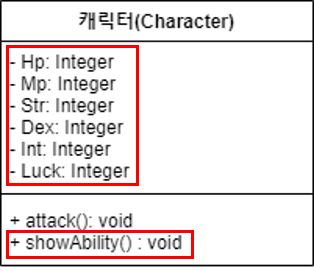 캐릭터(Character)
- Hp: Integer
- Mp: Integer
- Str: Integer
- Dex: Integer
- Int: Integer
- Luck: Integer
+ attack(): void
+ showAbility() : void